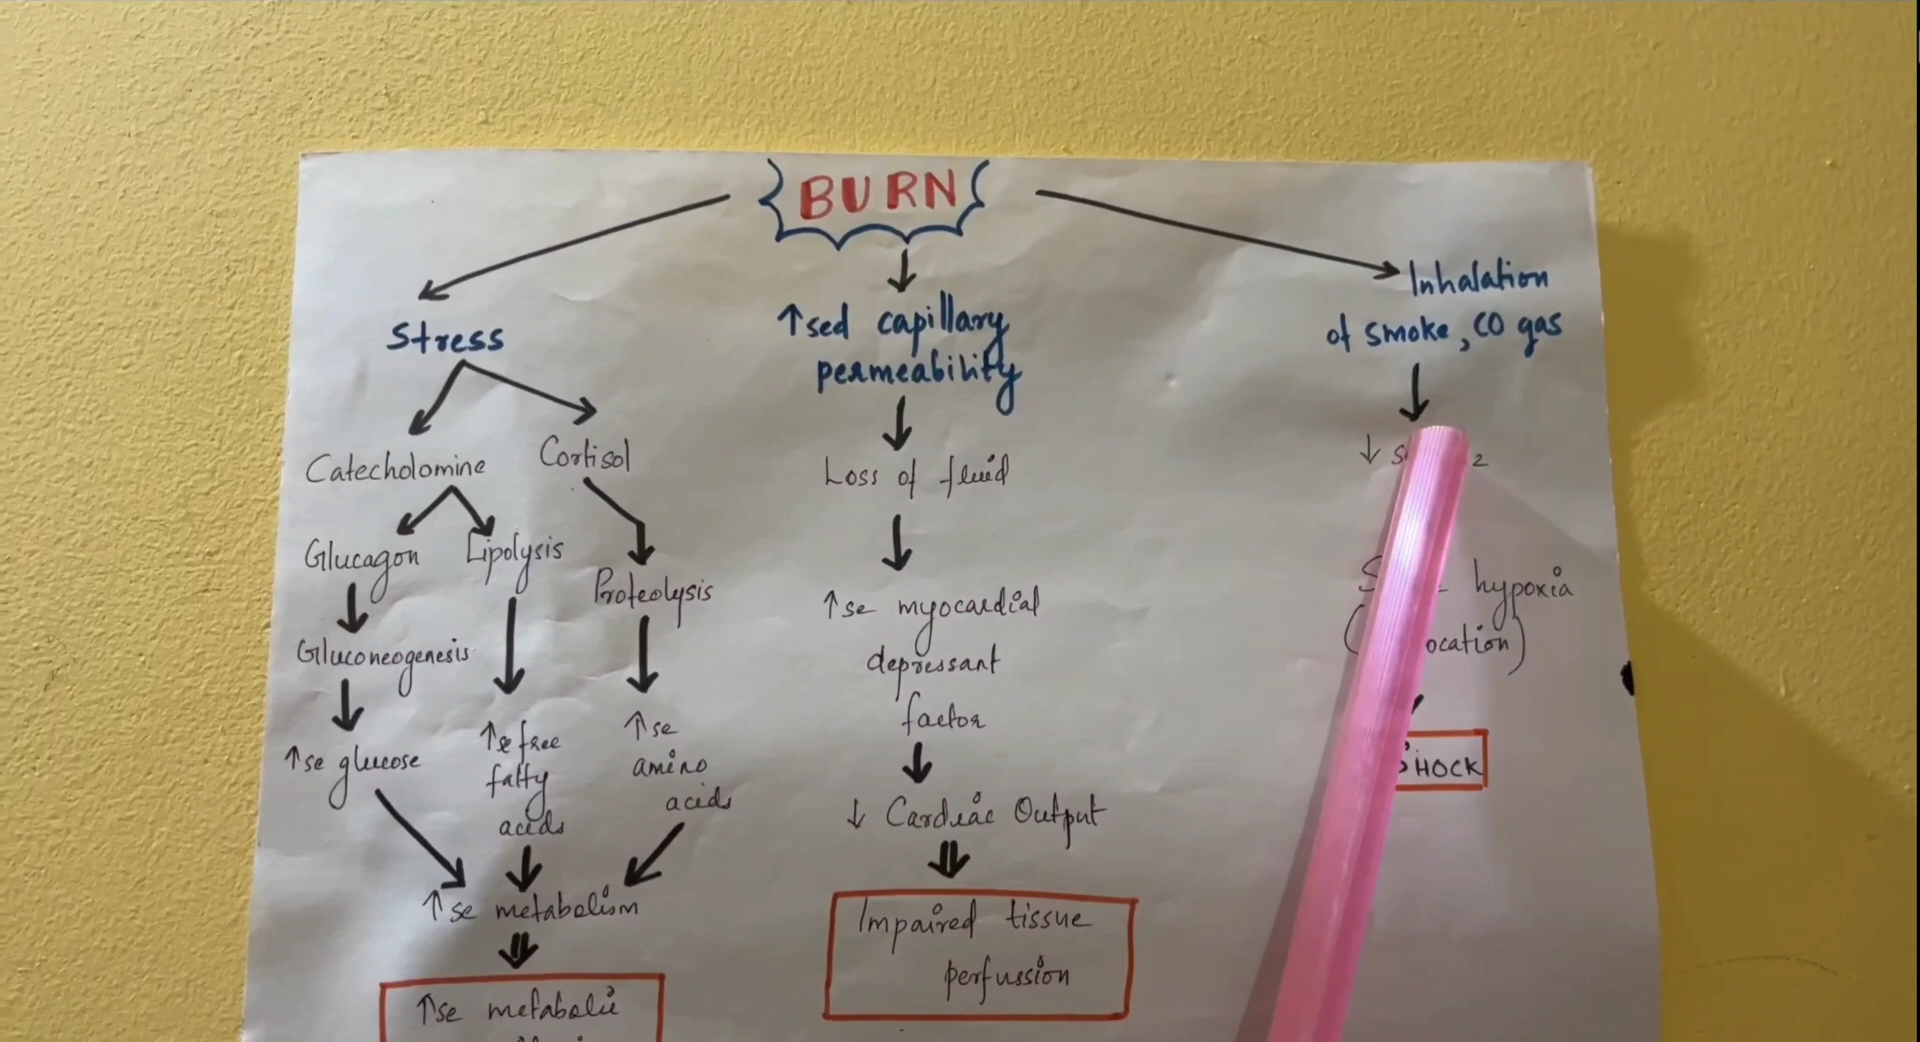 BURN
Stress
Catecholomine
Cortisol
Glucagon
Lipolysis
Proteolysis
Gluconeogenesis
↑se glucose
↑se free
fatty
acids
↑se
amino
acids
↑se metabolism
↑se metabolic
↑sed capillary
permeability
Loss of fluid
↑se myocardial
depressant
factor
↓ Cardiac Output
Impaired tissue
perfussion
Inhalation
of smoke, CO gas
↓
hypoxia
SHOCK